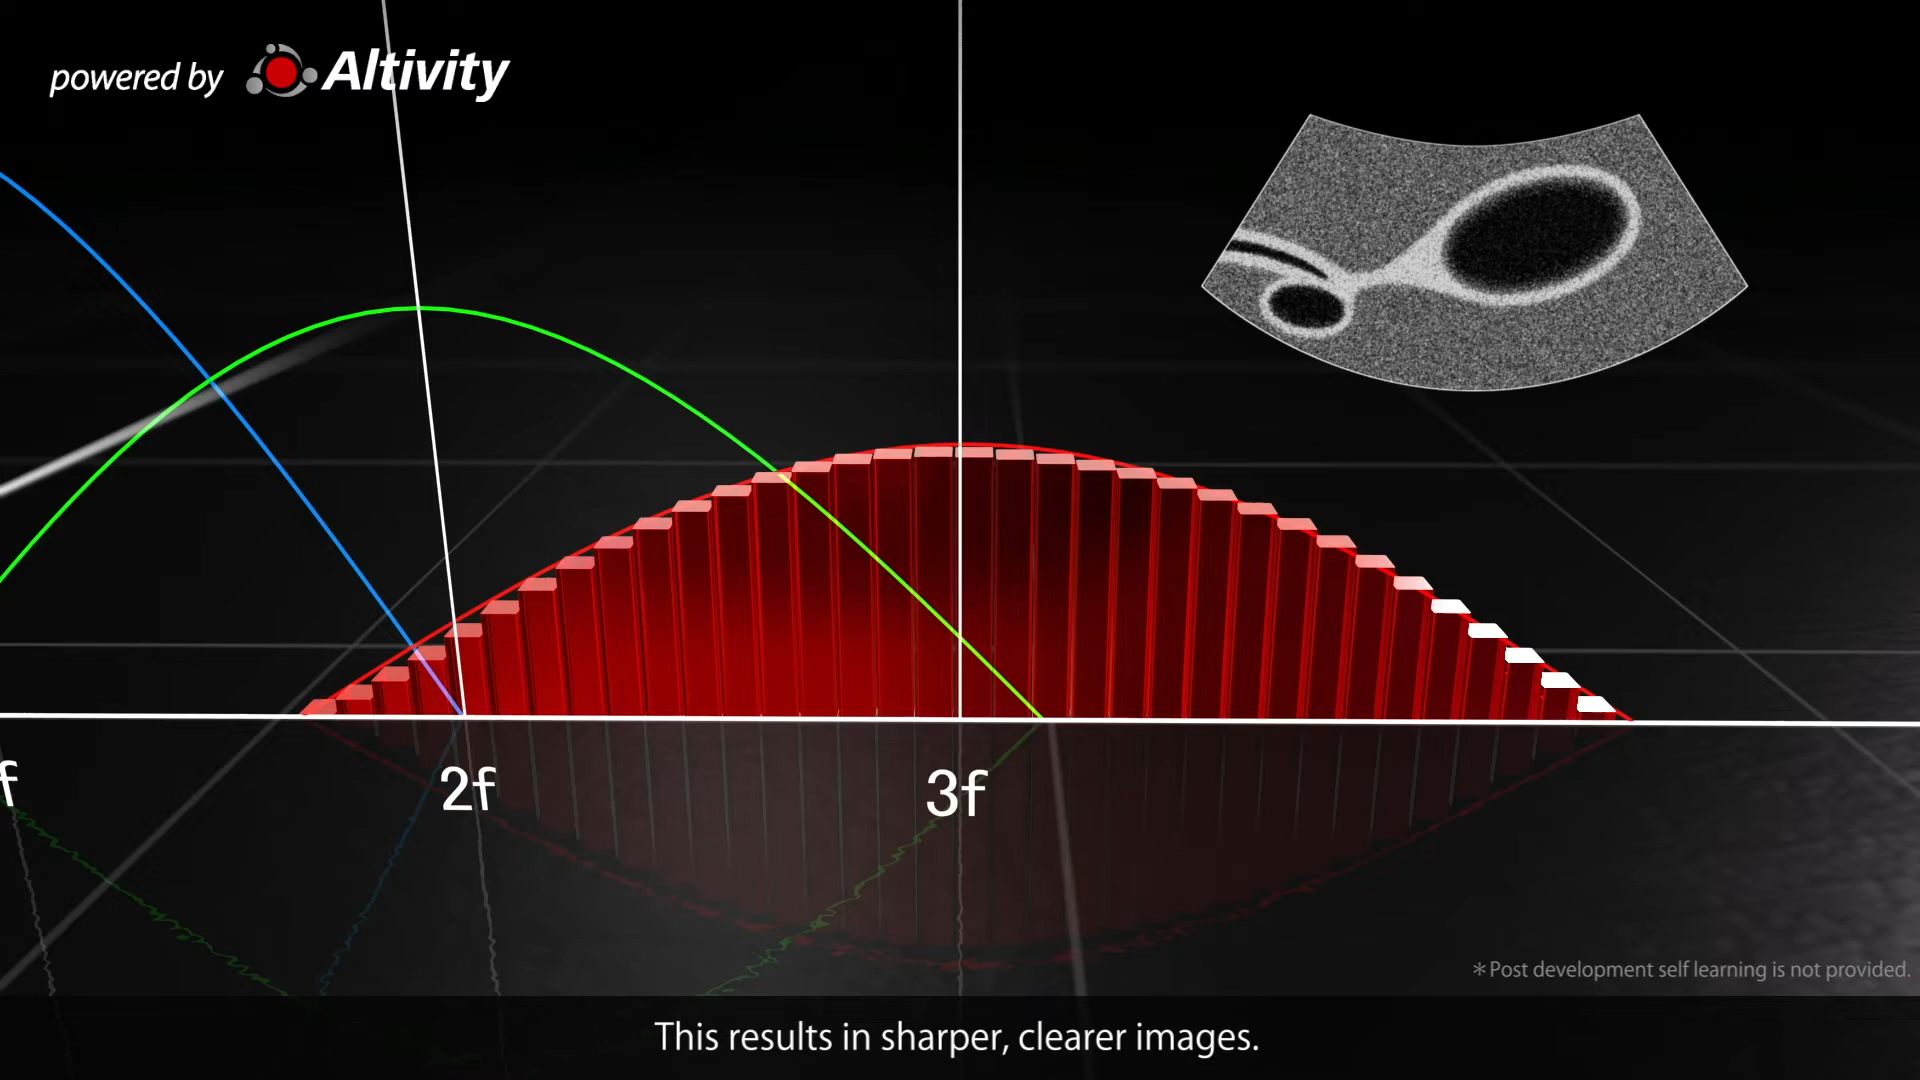 powered by Altivity
f
2f
3f
*Post development self learning is not provided.
This results in sharper, clearer images.